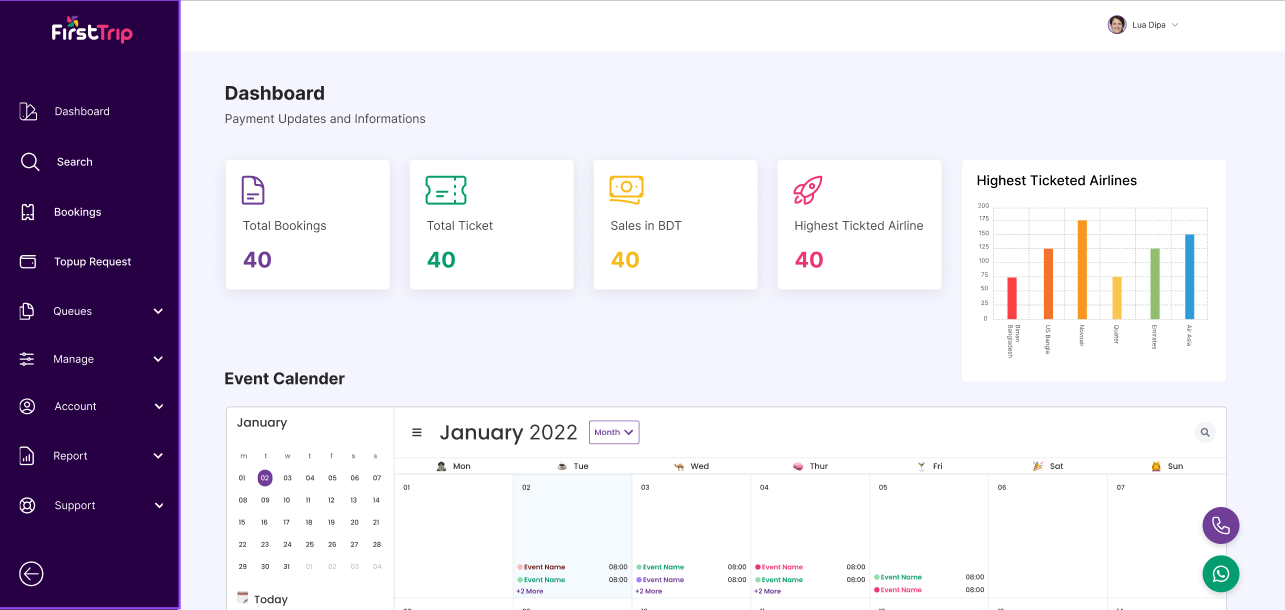 FirstTrip
Lua Dipa
Dashboard
Search
Bookings
Topup Request
Queues
Manage
Account
Report
Support
Dashboard
Payment Updates and Informations
Total Bookings
40
Total Ticket
40
Sales in BDT
40
Highest Tickted Airline
40
Highest Ticketed Airlines
200
175
150
125
100
75
50
25
0
Biman
Bangladesh
US Bangla
Novoair
Quater
Emirates
Air Asia
Event Calender
January
m t w t f s s
01 02 03 04 05 06 07
08 09 10 11 12 13 14
15 16 17 18 19 20 21
22 23 24 25 26 27 28
29 30 31 01 02 03 04
Today
January 2022
Month
Mon Tue Wed Thur Fri Sat Sun
01 02 03 04 05 06 07
Event Name 08:00 Event Name 08:00 Event Name 08:00
Event Name 08:00 Event Name 08:00 Event Name 08:00 Event Name 08:00
+2 More +2 More +2 More Event Name 08:00